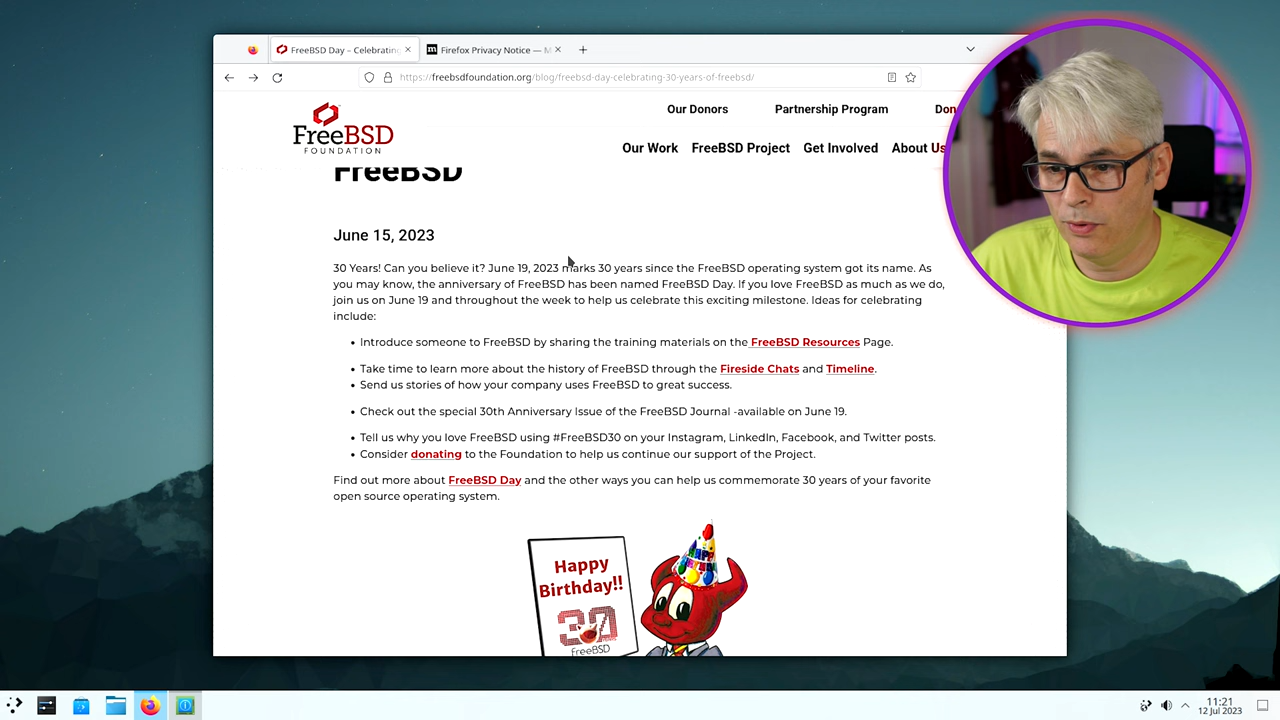 FreeBSD Day – Celebrating
Firefox Privacy Notice — M
https://freebsdfoundation.org/blog/freebsd-day-celebrating-30-years-of-freebsd/
Our Donors Partnership Program Don
FreeBSD
FOUNDATION
Our Work FreeBSD Project Get Involved About Us
FreeBSD
June 15, 2023
30 Years! Can you believe it? June 19, 2023 marks 30 years since the FreeBSD operating system got its name. As
you may know, the anniversary of FreeBSD has been named FreeBSD Day. If you love FreeBSD as much as we do,
join us on June 19 and throughout the week to help us celebrate this exciting milestone. Ideas for celebrating
include:
• Introduce someone to FreeBSD by sharing the training materials on the FreeBSD Resources Page.
• Take time to learn more about the history of FreeBSD through the Fireside Chats and Timeline.
• Send us stories of how your company uses FreeBSD to great success.
• Check out the special 30th Anniversary Issue of the FreeBSD Journal -available on June 19.
• Tell us why you love FreeBSD using #FreeBSD30 on your Instagram, LinkedIn, Facebook, and Twitter posts.
• Consider donating to the Foundation to help us continue our support of the Project.
Find out more about FreeBSD Day and the other ways you can help us commemorate 30 years of your favorite
open source operating system.
Happy
Birthday!!
30
FreeBSD
11:21
12 Jul 2023